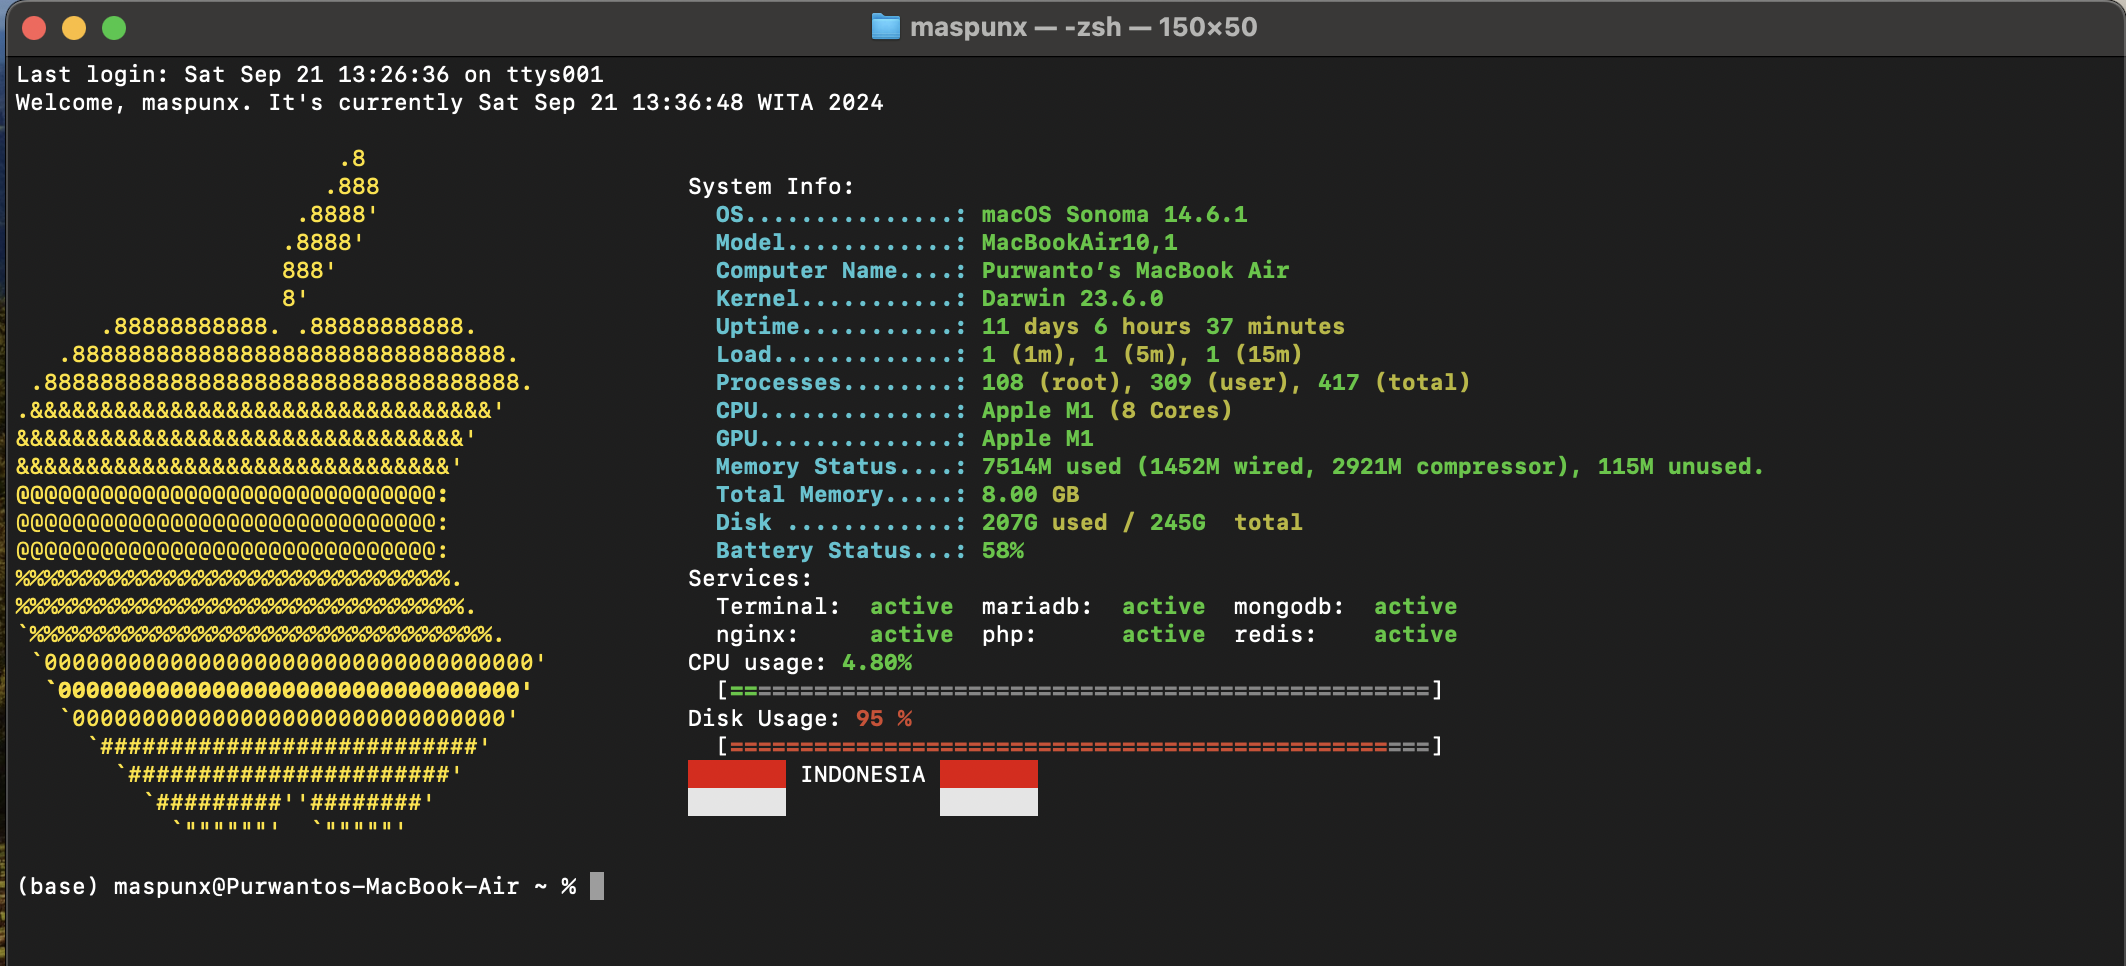 maspunx — -zsh — 150×50
Last login: Sat Sep 21 13:26:36 on ttys001
Welcome, maspunx. It's currently Sat Sep 21 13:36:48 WITA 2024
.8
.888
.8888'
.8888'
888'
8'
.88888888888. .88888888888.
.8888888888888888888888888888888.
.8888888888888888888888888888888888.
.&&&&&&&&&&&&&&&&&&&&&&&&&&&&&&&&&'
&&&&&&&&&&&&&&&&&&&&&&&&&&&&&&&&'
&&&&&&&&&&&&&&&&&&&&&&&&&&&&&&&'
@@@@@@@@@@@@@@@@@@@@@@@@@@@@@@:
@@@@@@@@@@@@@@@@@@@@@@@@@@@@@@:
@@@@@@@@@@@@@@@@@@@@@@@@@@@@@@:
%%%%%%%%%%%%%%%%%%%%%%%%%%%%%%%.
%%%%%%%%%%%%%%%%%%%%%%%%%%%%%%%%.
`%%%%%%%%%%%%%%%%%%%%%%%%%%%%%%%%%.
`00000000000000000000000000000000000'
`000000000000000000000000000000000'
`0000000000000000000000000000000'
`###########################'
`#######################'
`#########''########'
`""""""' `"""""'
System Info:
OS...............: macOS Sonoma 14.6.1
Model............: MacBookAir10,1
Computer Name....: Purwanto’s MacBook Air
Kernel...........: Darwin 23.6.0
Uptime...........: 11 days 6 hours 37 minutes
Load.............: 1 (1m), 1 (5m), 1 (15m)
Processes........: 108 (root), 309 (user), 417 (total)
CPU..............: Apple M1 (8 Cores)
GPU..............: Apple M1
Memory Status....: 7514M used (1452M wired, 2921M compressor), 115M unused.
Total Memory.....: 8.00 GB
Disk ............: 207G used / 245G  total
Battery Status...: 58%
Services:
Terminal:  active  mariadb:  active  mongodb:  active
nginx:     active  php:      active  redis:    active
CPU usage: 4.80%
[==================================================]
Disk Usage: 95 %
[==================================================]
INDONESIA
(base) maspunx@Purwantos-MacBook-Air ~ %